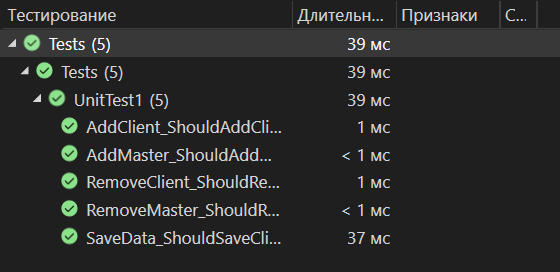 Тестирование Длительн... Признаки С...
Tests (5) 39 мс
Tests (5) 39 мс
UnitTest1 (5) 39 мс
AddClient_ShouldAddCli... 1 мс
AddMaster_ShouldAdd... < 1 мс
RemoveClient_ShouldRe... 1 мс
RemoveMaster_ShouldR... < 1 мс
SaveData_ShouldSaveCli... 37 мс